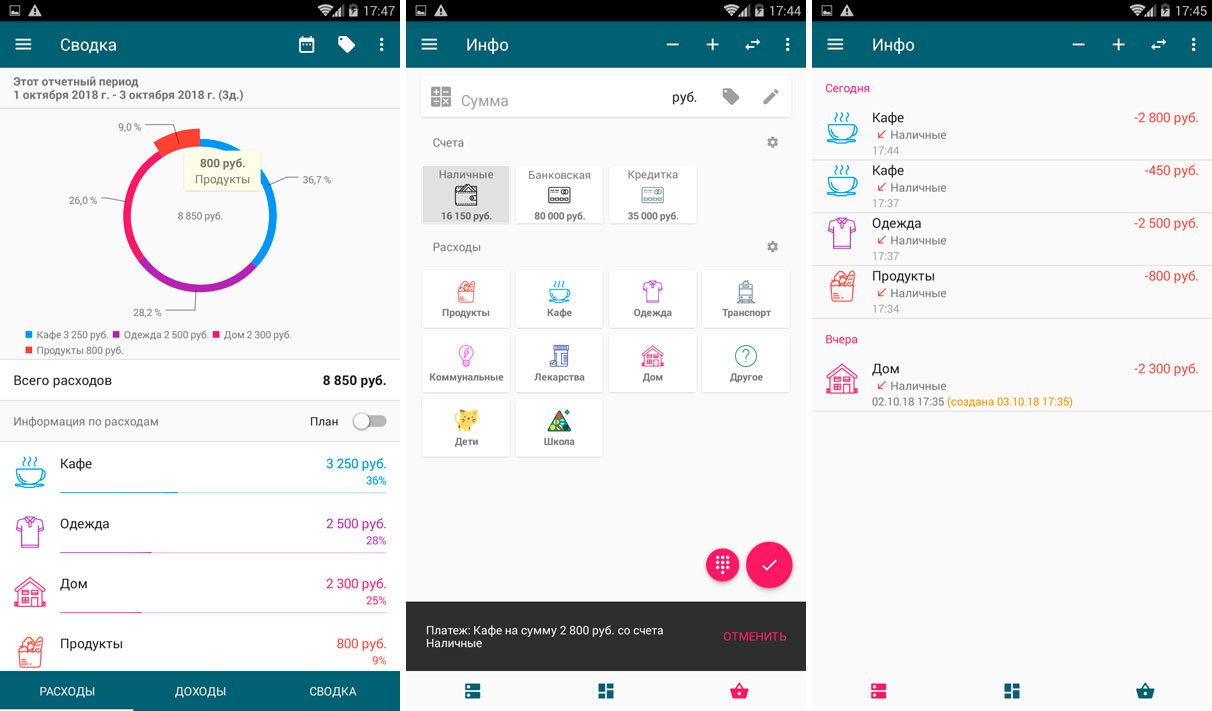 17:47
Сводка
Этот отчетный период
1 октября 2018 г. - 3 октября 2018 г. (3д.)
9,0 %
800 руб.
Продукты
36,7 %
26,0 %
8 850 руб.
28,2 %
Кафе 3 250 руб. Одежда 2 500 руб. Дом 2 300 руб.
Продукты 800 руб.
Всего расходов 8 850 руб.
Информация по расходам План
Кафе 3 250 руб.
36%
Одежда 2 500 руб.
28%
Дом 2 300 руб.
25%
Продукты 800 руб.
9%
РАСХОДЫ ДОХОДЫ СВОДКА
17:44
Инфо
Сумма руб.
Счета
Наличные Банковская Кредитка
16 150 руб. 80 000 руб. 35 000 руб.
Расходы
Продукты Кафе Одежда Транспорт
Коммунальные Лекарства Дом Другое
Дети Школа
Платеж: Кафе на сумму 2 800 руб. со счета
Наличные
ОТМЕНИТЬ
17:45
Инфо
Сегодня
Кафе -2 800 руб.
Наличные
17:44
Кафе -450 руб.
Наличные
17:37
Одежда -2 500 руб.
Наличные
17:37
Продукты -800 руб.
Наличные
17:34
Вчера
Дом -2 300 руб.
Наличные
02.10.18 17:35 (создана 03.10.18 17:35)